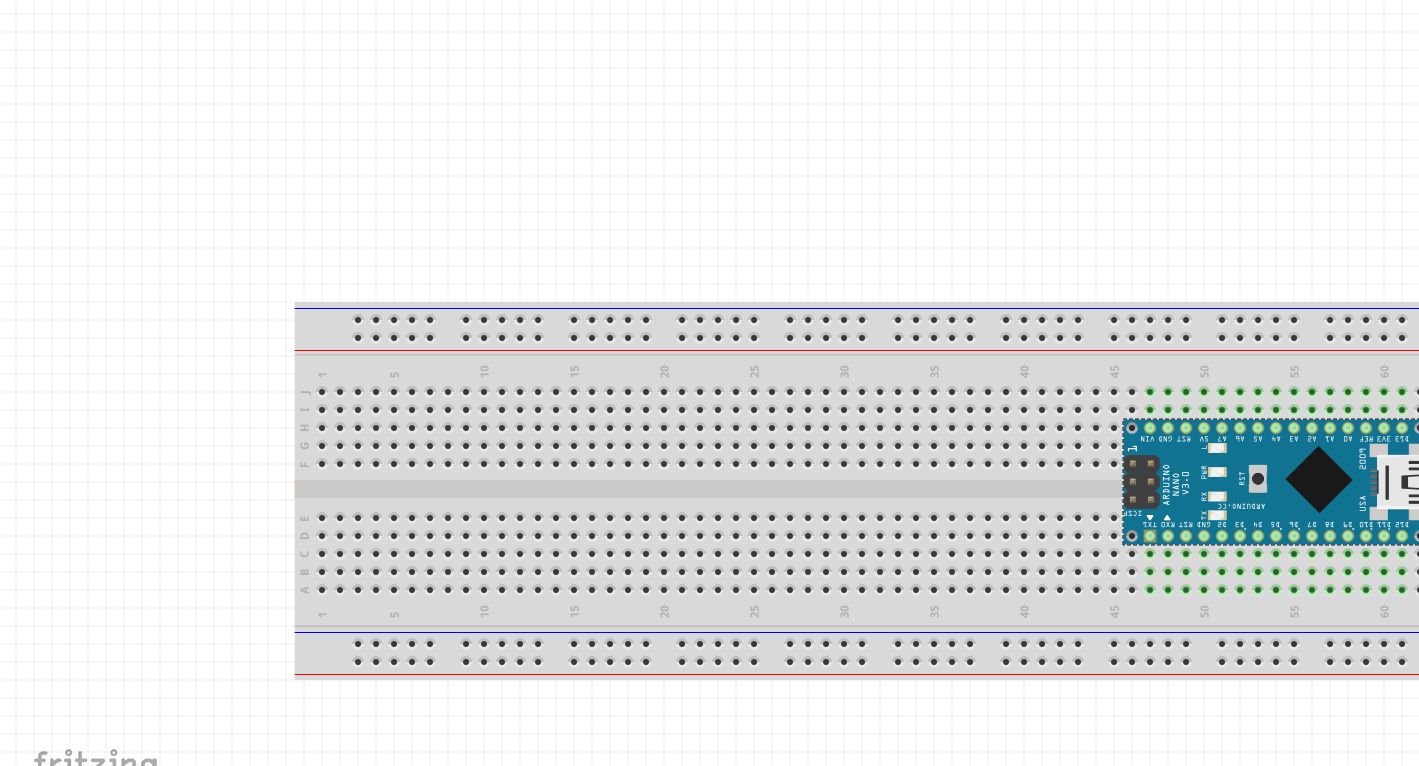 1 5 10 15 20 25 30 35 40 45 50 55 60
J
I
H
G
F
VIN GND RST 5V A7 A6 A5 A4 A3 A2 A1 A0 REF 3V3 D13
1
L
PWR
RX
TX
RST
ARDUINO
NANO
V3.0
ICSP
ARDUINO.CC
2009
USA
TX1 RX0 RST GND D2 D3 D4 D5 D6 D7 D8 D9 D10 D11 D12
E
D
C
B
A
1 5 10 15 20 25 30 35 40 45 50 55 60
fritzing